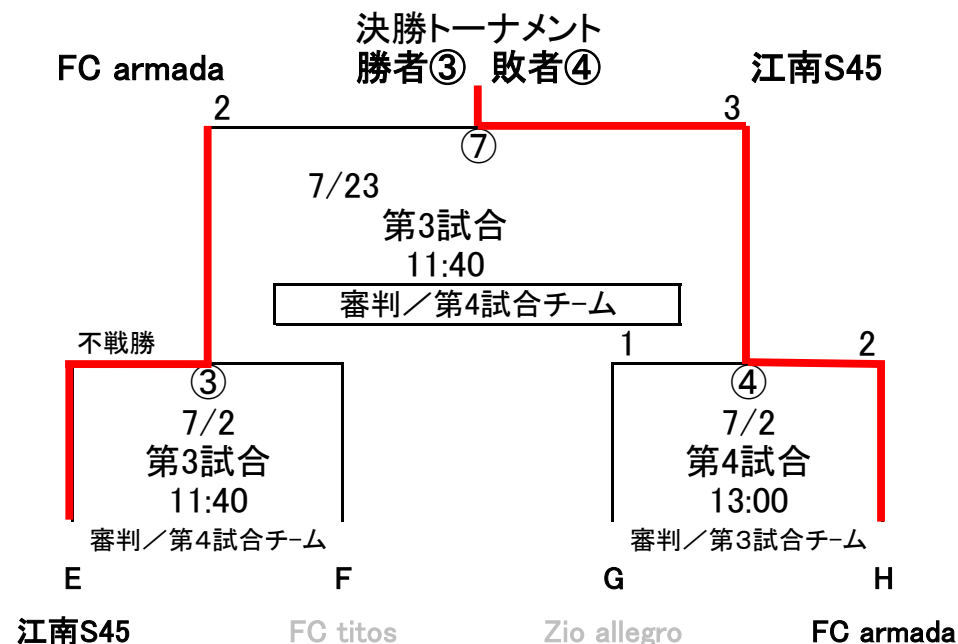 決勝トーナメント
FC armada 勝者③ 敗者④ 江南S45
2 3
⑦
7/23
第3試合
11:40
審判／第4試合チーム
不戦勝 1 2
③ ④
7/2 7/2
第3試合 第4試合
11:40 13:00
審判／第4試合チーム 審判／第3試合チーム
E F G H
江南S45 FC titos Zio allegro FC armada